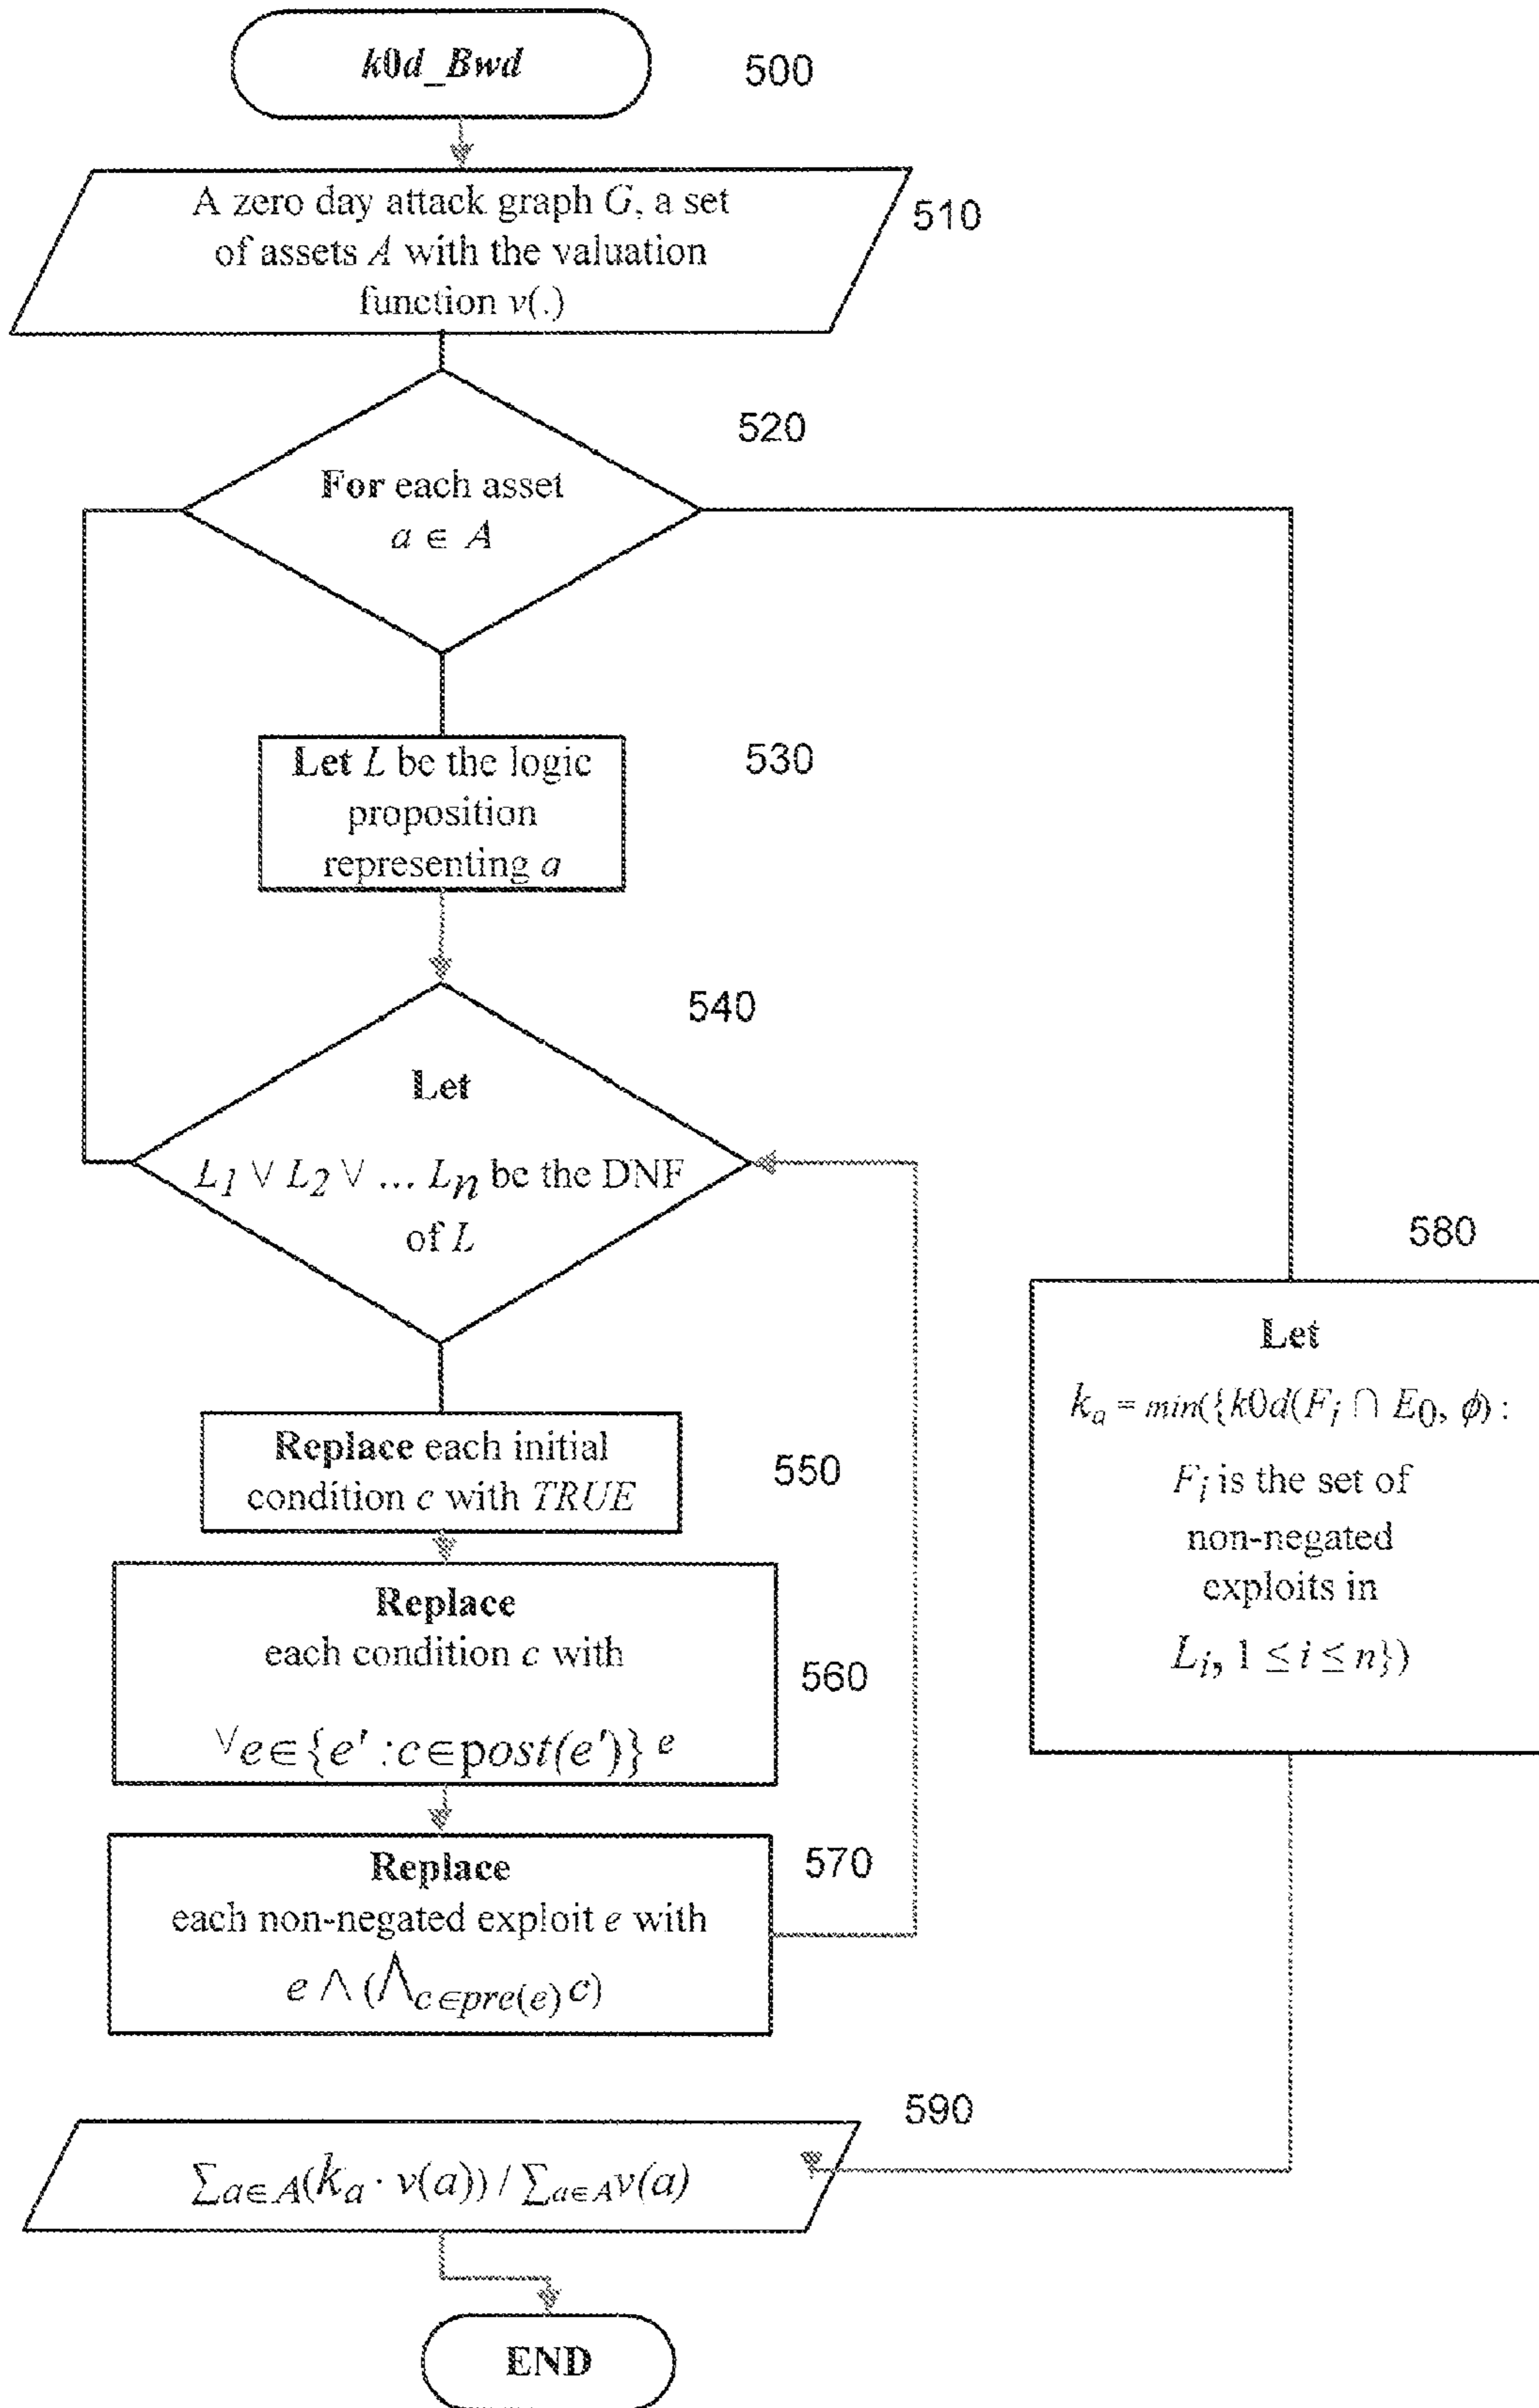 k0d_Bwd
500
A zero day attack graph G, a set
of assets A with the valuation
function v(.)
510
520
For each asset
a ∈ A
530
Let L be the logic
proposition
representing a
540
Let
L1 ∨ L2 ∨ ... Ln be the DNF
of L
550
Replace each initial
condition c with TRUE
560
Replace
each condition c with
∨e∈{e' :c∈post(e')} e
570
Replace
each non-negated exploit e with
e ∧ (∧c∈pre(e) c)
580
Let
ka = min({k0d(Fi ∩ E0, ϕ) :
Fi is the set of
non-negated
exploits in
Li, 1 ≤ i ≤ n})
590
∑a∈A(ka · v(a)) / ∑a∈Av(a)
END